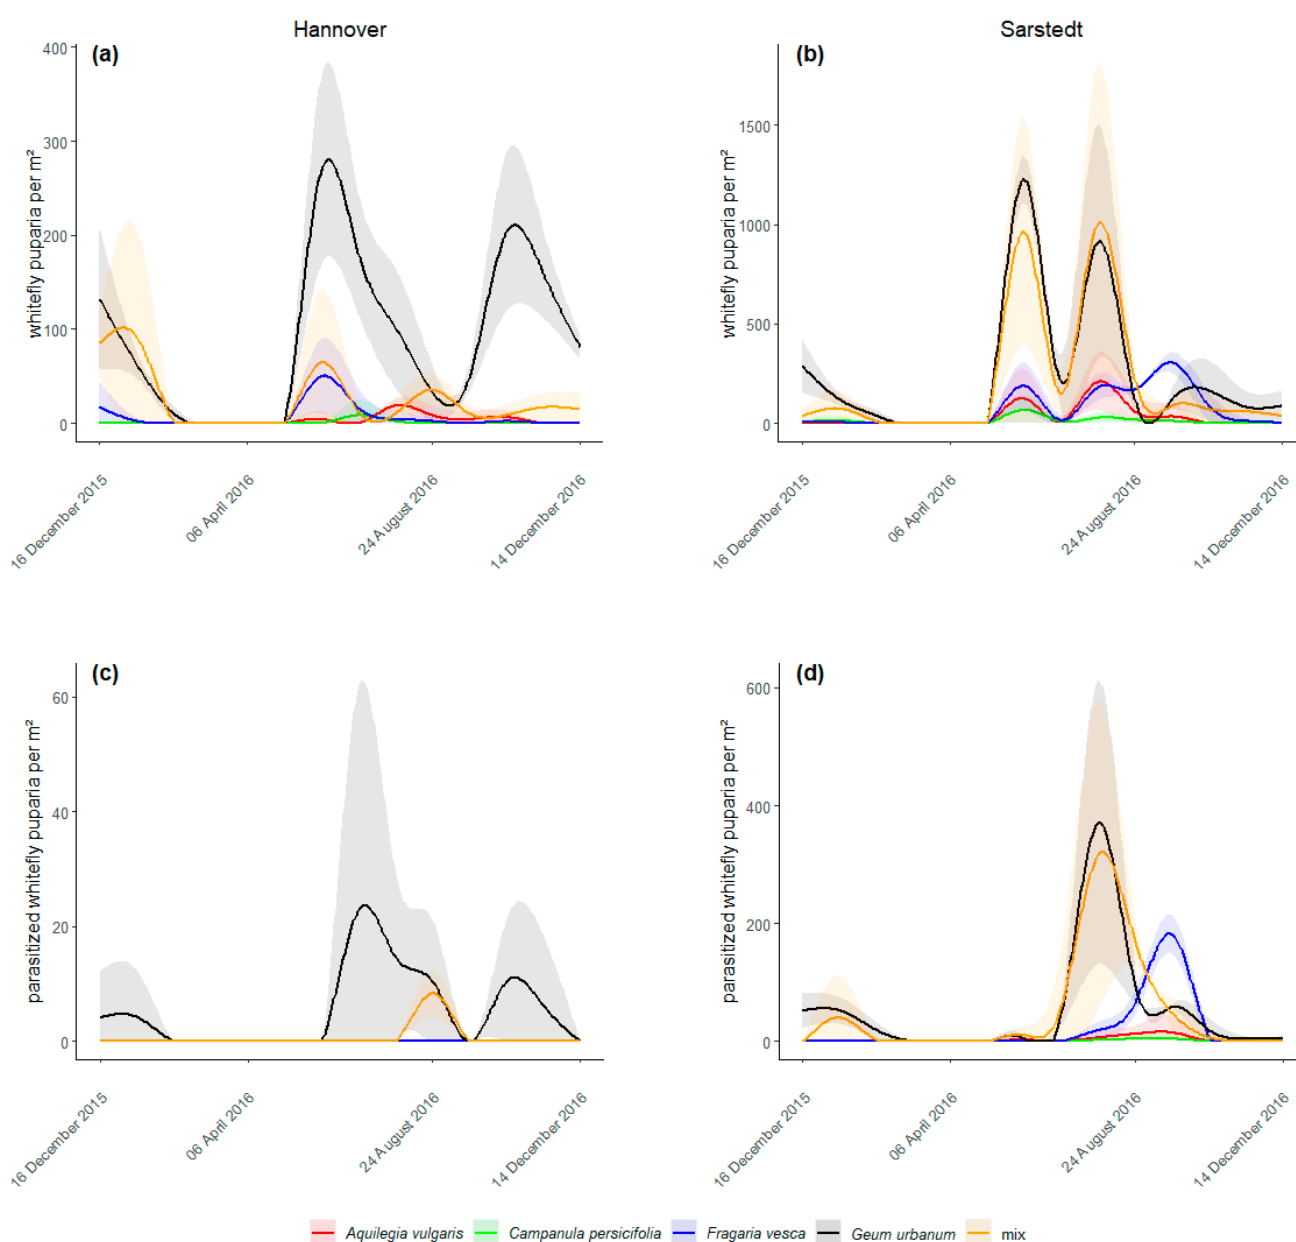 Hannover
Sarstedt
(a)
400
300
200
100
0
whitefly puparia per m²
16 December 2015
06 April 2016
24 August 2016
14 December 2016
(b)
1500
1000
500
0
whitefly puparia per m²
16 December 2015
06 April 2016
24 August 2016
14 December 2016
(c)
60
40
20
0
parasitized whitefly puparia per m²
16 December 2015
06 April 2016
24 August 2016
14 December 2016
(d)
600
400
200
0
parasitized whitefly puparia per m²
16 December 2015
06 April 2016
24 August 2016
14 December 2016
Aquilegia vulgaris Campanula persicifolia Fragaria vesca Geum urbanum mix